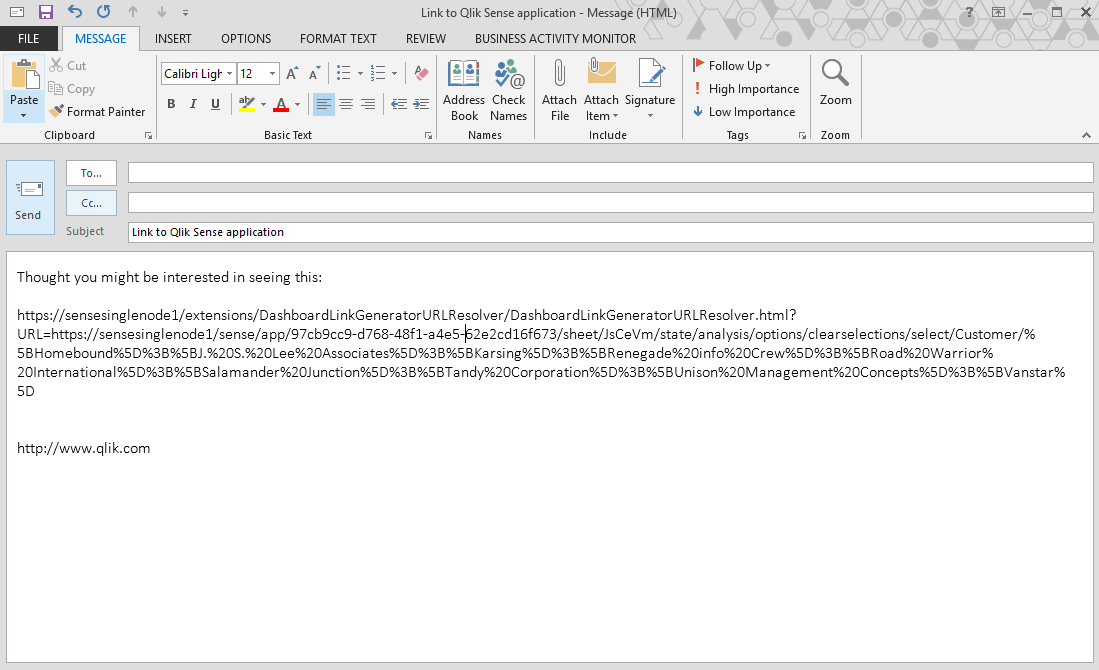 Link to Qlik Sense application - Message (HTML)
?
FILE
MESSAGE
INSERT
OPTIONS
FORMAT TEXT
REVIEW
BUSINESS ACTIVITY MONITOR
Paste
Cut
Copy
Format Painter
Clipboard
Calibri Ligh
12
B I U
Basic Text
Address Book
Check Names
Names
Attach File
Attach Item
Signature
Include
Follow Up
High Importance
Low Importance
Tags
Zoom
Zoom
Send
To...
Cc...
Subject
Link to Qlik Sense application
Thought you might be interested in seeing this:
https://sensesinglenode1/extensions/DashboardLinkGeneratorURLResolver/DashboardLinkGeneratorURLResolver.html?
URL=https://sensesinglenode1/sense/app/97cb9cc9-d768-48f1-a4e5-62e2cd16f673/sheet/JsCeVm/state/analysis/options/clearselections/select/Customer/%
5BHomebound%5D%3B%5BJ.%20S.%20Lee%20Associates%5D%3B%5BKarsing%5D%3B%5BRenegade%20info%20Crew%5D%3B%5BRoad%20Warrior%
20International%5D%3B%5BSalamander%20Junction%5D%3B%5BTandy%20Corporation%5D%3B%5BUnison%20Management%20Concepts%5D%3B%5BVanstar%
5D
http://www.qlik.com